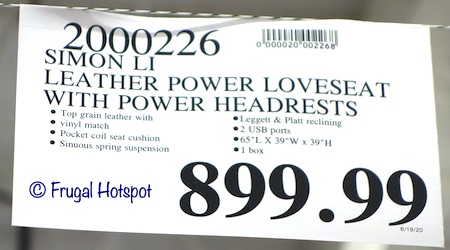 2000226
0 000020 002268
SIMON LI
LEATHER POWER LOVESEAT
WITH POWER HEADRESTS
• Top grain leather with
• vinyl match
• Pocket coil seat cushion
• Sinuous spring suspension
• Leggett & Platt reclining
• 2 USB ports
• 65"L X 39"W x 39"H
• 1 box
© Frugal Hotspot
899.99
6/19/20